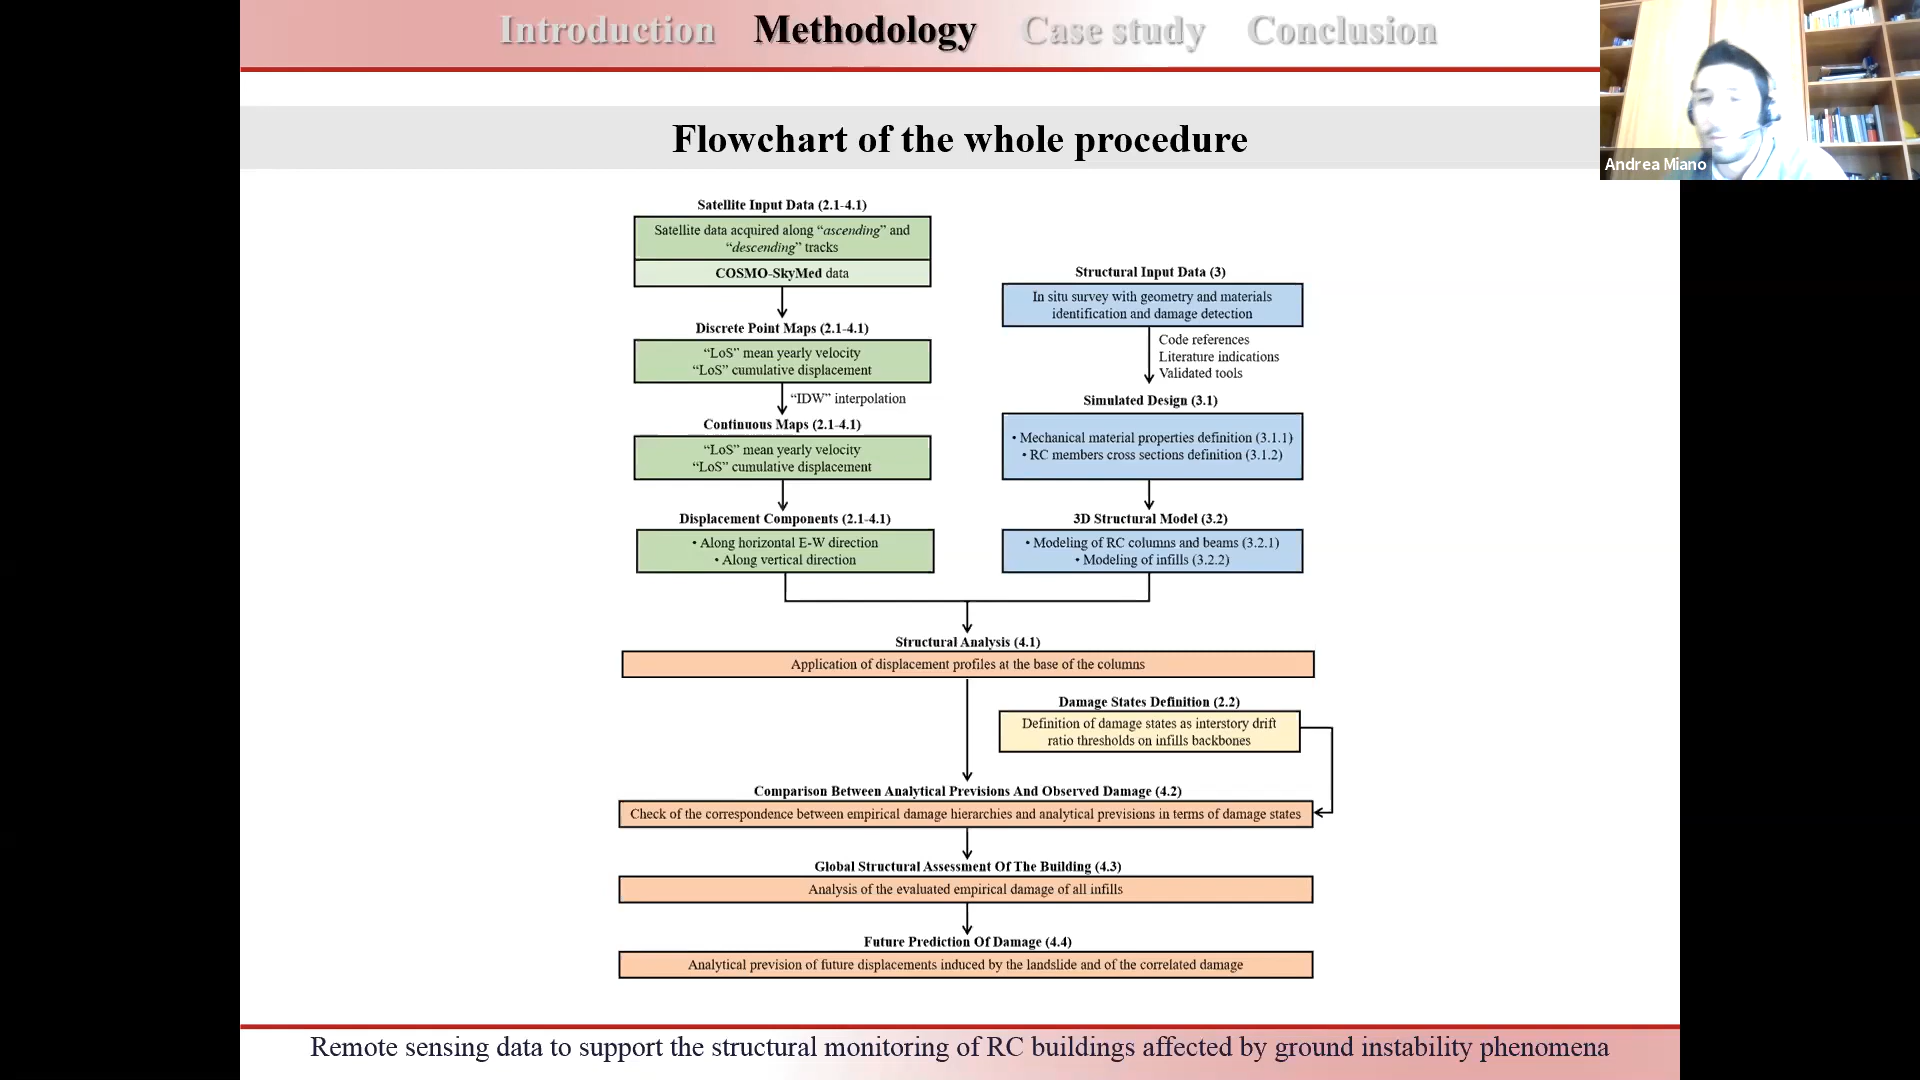 Introduction Methodology Case study Conclusion
Flowchart of the whole procedure
Andrea Miano
Satellite Input Data (2.1-4.1)
Satellite data acquired along “ascending” and
“descending” tracks
COSMO-SkyMed data
Discrete Point Maps (2.1-4.1)
“LoS” mean yearly velocity
“LoS” cumulative displacement
“IDW” interpolation
Continuous Maps (2.1-4.1)
“LoS” mean yearly velocity
“LoS” cumulative displacement
Displacement Components (2.1-4.1)
• Along horizontal E-W direction
• Along vertical direction
Structural Input Data (3)
In situ survey with geometry and materials
identification and damage detection
Code references
Literature indications
Validated tools
Simulated Design (3.1)
• Mechanical material properties definition (3.1.1)
• RC members cross sections definition (3.1.2)
3D Structural Model (3.2)
• Modeling of RC columns and beams (3.2.1)
• Modeling of infills (3.2.2)
Structural Analysis (4.1)
Application of displacement profiles at the base of the columns
Damage States Definition (2.2)
Definition of damage states as interstory drift
ratio thresholds on infills backbones
Comparison Between Analytical Previsions And Observed Damage (4.2)
Check of the correspondence between empirical damage hierarchies and analytical previsions in terms of damage states
Global Structural Assessment Of The Building (4.3)
Analysis of the evaluated empirical damage of all infills
Future Prediction Of Damage (4.4)
Analytical prevision of future displacements induced by the landslide and of the correlated damage
Remote sensing data to support the structural monitoring of RC buildings affected by ground instability phenomena